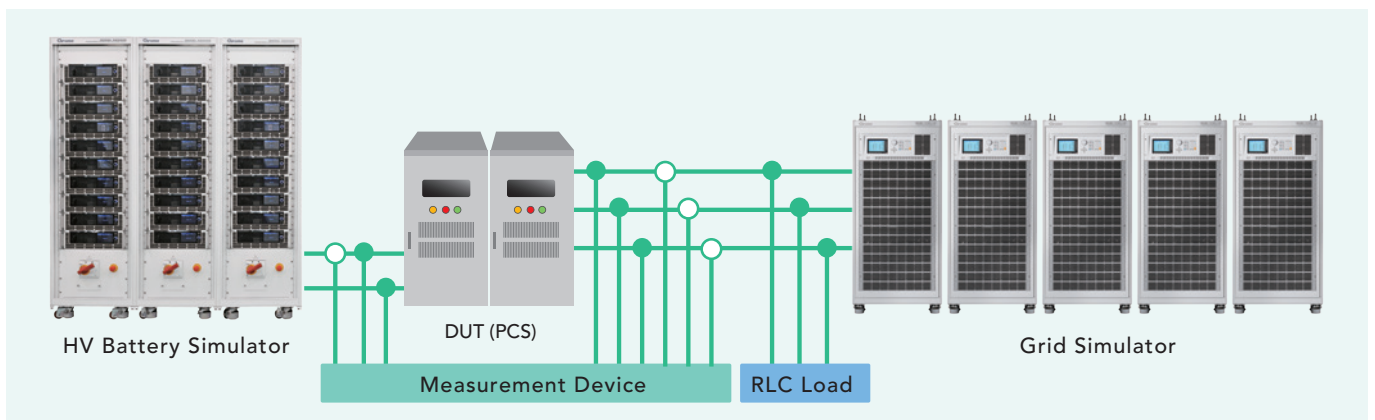 HV Battery Simulator
DUT (PCS)
Grid Simulator
Measurement Device
RLC Load